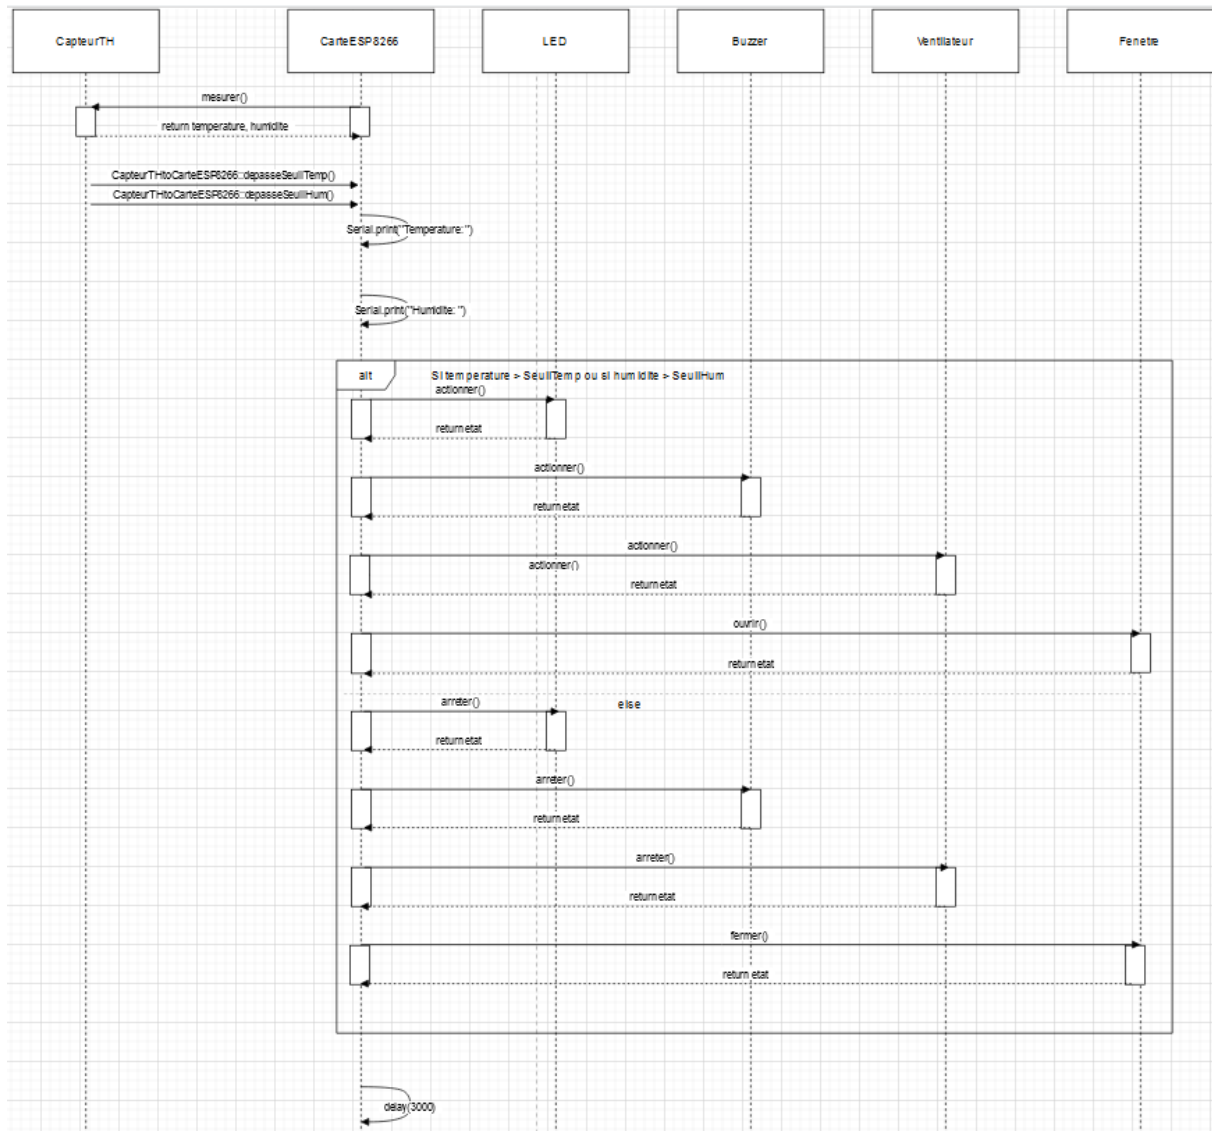 CapteurTH
CarteESP8266
LED
Buzzer
Ventilateur
Fenetre
mesurer()
return temperature, humidite
CapteurTHtoCarteESP8266::depasseSeuilTemp()
CapteurTHtoCarteESP8266::depasseSeuilHum()
Serial.print("Temperature: ")
Serial.print("Humidite: ")
alt
Si temperature > SeuilTemp ou si humidite > SeuilHum
actionner()
return etat
actionner()
return etat
actionner()
actionner()
return etat
ouvrir()
return etat
else
arreter()
return etat
arreter()
return etat
arreter()
return etat
fermer()
return etat
delay(3000)